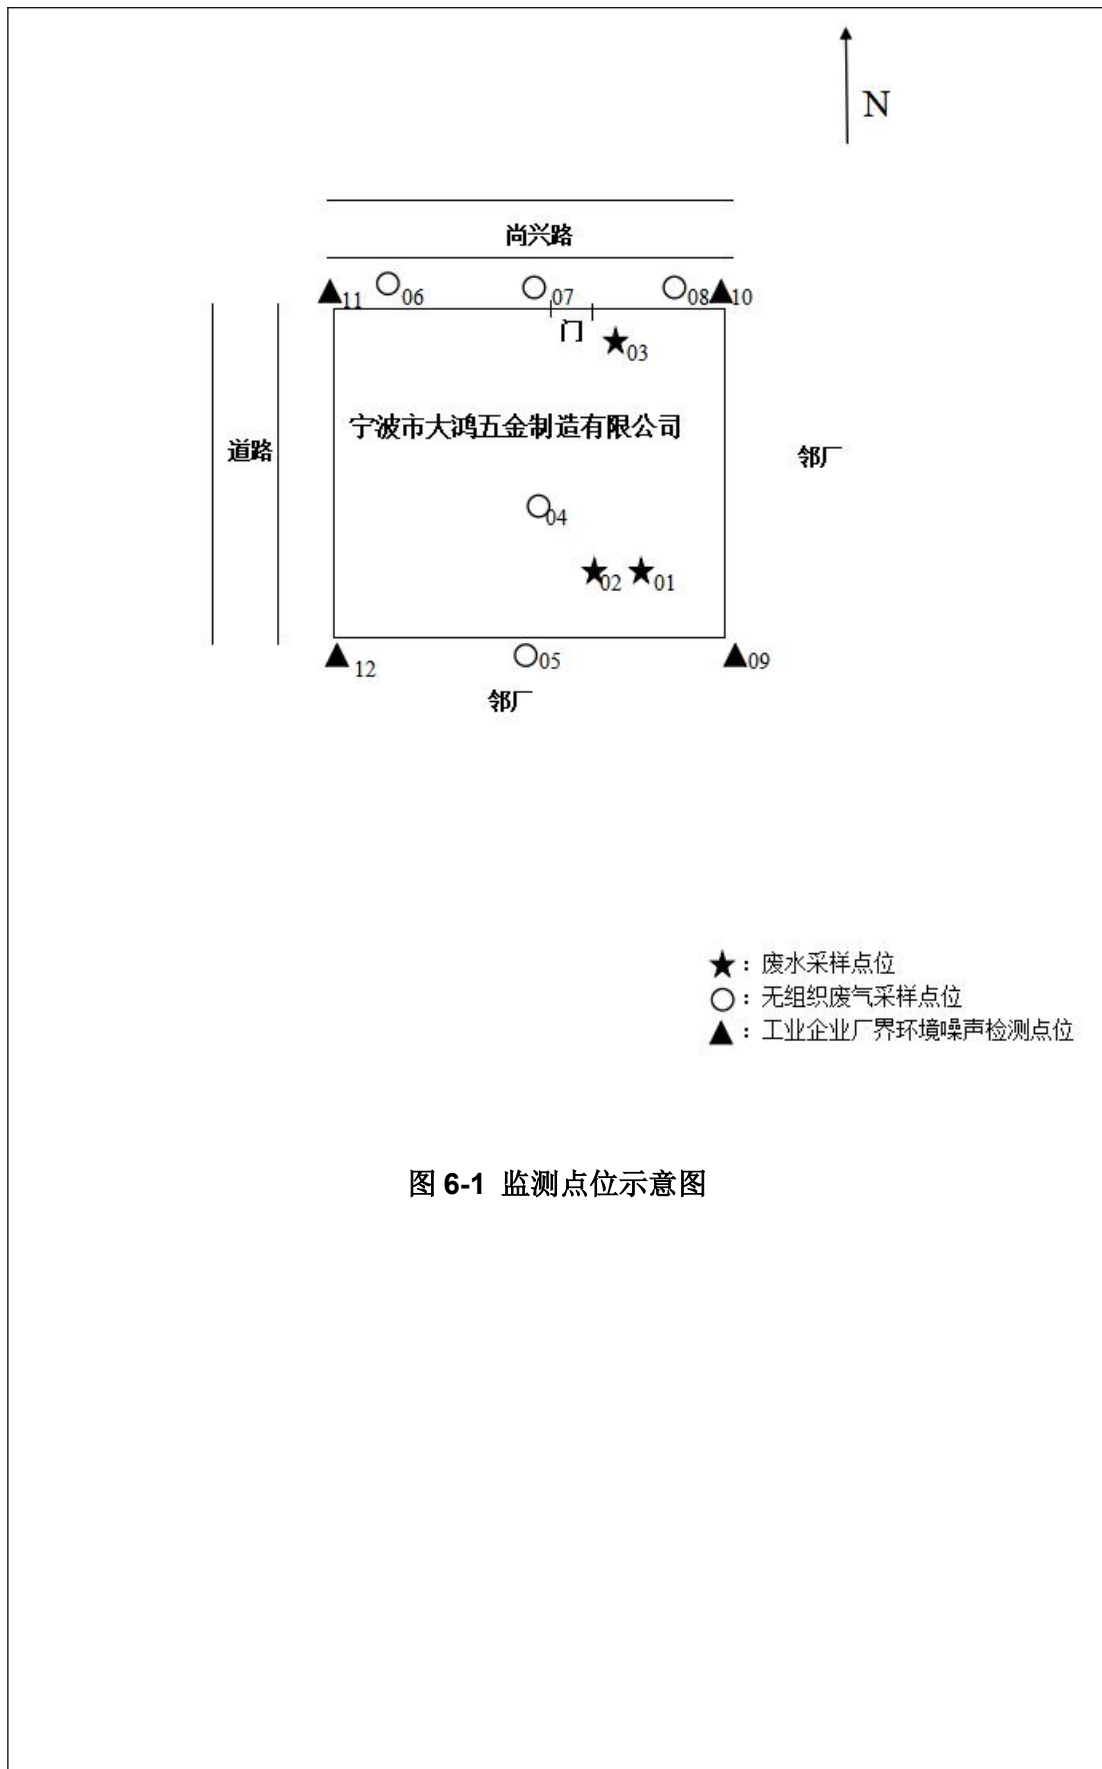 N
尚兴路
11
06
07
08
10
门
03
宁波市大鸿五金制造有限公司
道路
邻厂
04
02
01
12
05
09
邻厂
★：废水采样点位
○：无组织废气采样点位
▲：工业企业厂界环境噪声检测点位
图 6-1 监测点位示意图